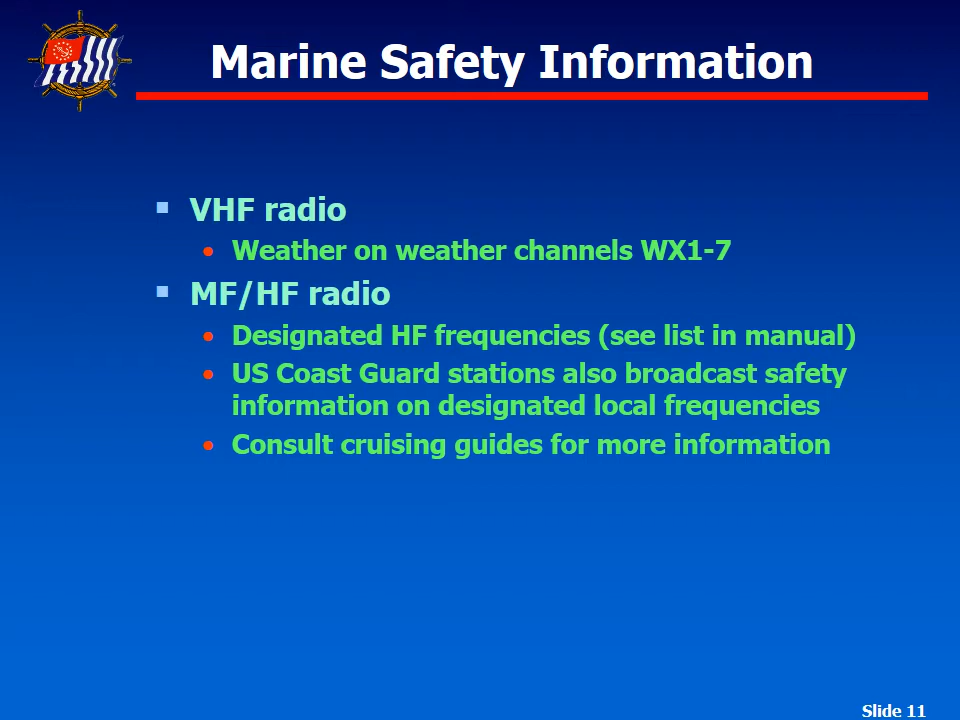 Marine Safety Information
VHF radio
Weather on weather channels WX1-7
MF/HF radio
Designated HF frequencies (see list in manual)
US Coast Guard stations also broadcast safety
information on designated local frequencies
Consult cruising guides for more information
Slide 11